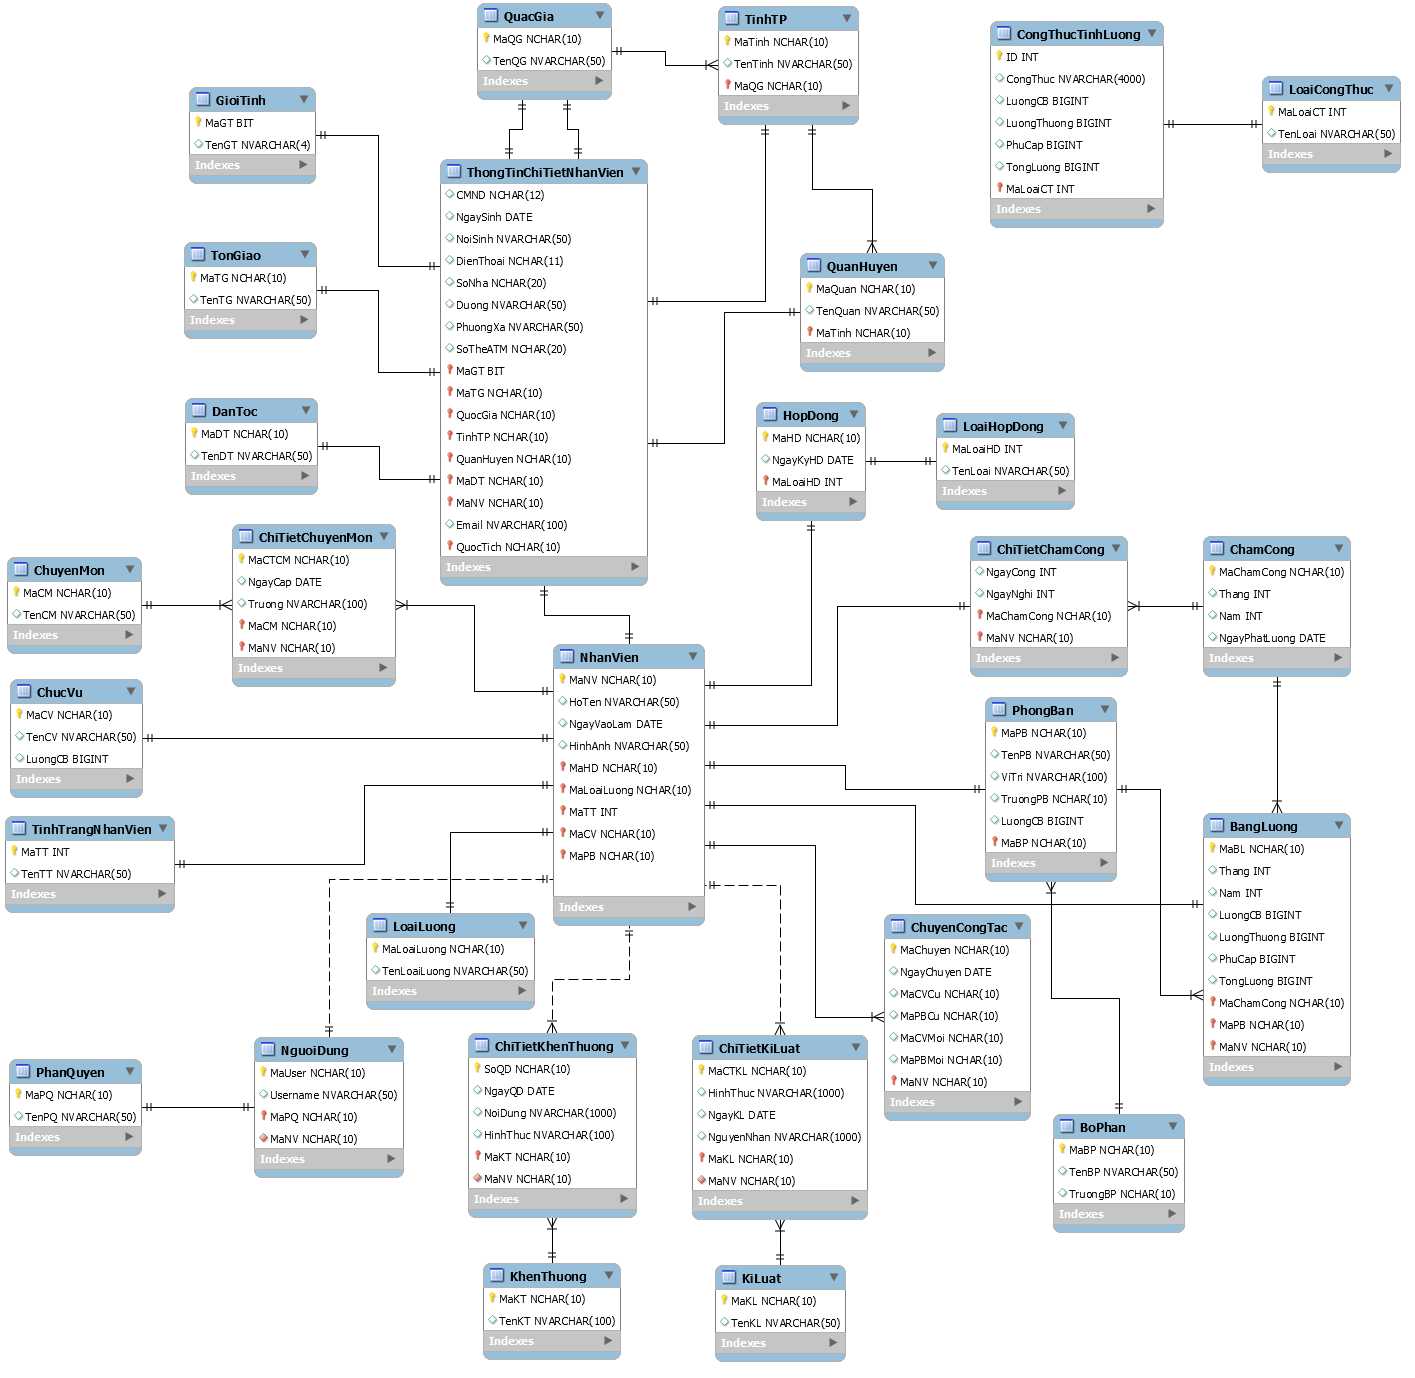 QuacGia
MaQG NCHAR(10)
TenQG NVARCHAR(50)
Indexes
TinhTP
MaTinh NCHAR(10)
TenTinh NVARCHAR(50)
MaQG NCHAR(10)
Indexes
CongThucTinhLuong
ID INT
CongThuc NVARCHAR(4000)
LuongCB BIGINT
LuongThuong BIGINT
PhuCap BIGINT
TongLuong BIGINT
MaLoaiCT INT
Indexes
LoaiCongThuc
MaLoaiCT INT
TenLoai NVARCHAR(50)
Indexes
GioiTinh
MaGT BIT
TenGT NVARCHAR(4)
Indexes
ThongTinChiTietNhanVien
CMND NCHAR(12)
NgaySinh DATE
NoiSinh NVARCHAR(50)
DienThoai NCHAR(11)
SoNha NCHAR(20)
Duong NVARCHAR(50)
PhuongXa NVARCHAR(50)
SoTheATM NCHAR(20)
MaGT BIT
MaTG NCHAR(10)
QuocGia NCHAR(10)
TinhTP NCHAR(10)
QuanHuyen NCHAR(10)
MaDT NCHAR(10)
MaNV NCHAR(10)
Email NVARCHAR(100)
QuocTich NCHAR(10)
Indexes
TonGiao
MaTG NCHAR(10)
TenTG NVARCHAR(50)
Indexes
QuanHuyen
MaQuan NCHAR(10)
TenQuan NVARCHAR(50)
MaTinh NCHAR(10)
Indexes
DanToc
MaDT NCHAR(10)
TenDT NVARCHAR(50)
Indexes
HopDong
MaHD NCHAR(10)
NgayKyHD DATE
MaLoaiHD INT
Indexes
LoaiHopDong
MaLoaiHD INT
TenLoai NVARCHAR(50)
Indexes
ChuyenMon
MaCM NCHAR(10)
TenCM NVARCHAR(50)
Indexes
ChiTietChuyenMon
MaCTCM NCHAR(10)
NgayCap DATE
Truong NVARCHAR(100)
MaCM NCHAR(10)
MaNV NCHAR(10)
Indexes
ChiTietChamCong
NgayCong INT
NgayNghi INT
MaChamCong NCHAR(10)
MaNV NCHAR(10)
Indexes
ChamCong
MaChamCong NCHAR(10)
Thang INT
Nam INT
NgayPhatLuong DATE
Indexes
ChucVu
MaCV NCHAR(10)
TenCV NVARCHAR(50)
LuongCB BIGINT
Indexes
NhanVien
MaNV NCHAR(10)
HoTen NVARCHAR(50)
NgayVaoLam DATE
HinhAnh NVARCHAR(50)
MaHD NCHAR(10)
MaLoaiLuong NCHAR(10)
MaTT INT
MaCV NCHAR(10)
MaPB NCHAR(10)
Indexes
PhongBan
MaPB NCHAR(10)
TenPB NVARCHAR(50)
ViTri NVARCHAR(100)
TruongPB NCHAR(10)
LuongCB BIGINT
MaBP NCHAR(10)
Indexes
TinhTrangNhanVien
MaTT INT
TenTT NVARCHAR(50)
Indexes
BangLuong
MaBL NCHAR(10)
Thang INT
Nam INT
LuongCB BIGINT
LuongThuong BIGINT
PhuCap BIGINT
TongLuong BIGINT
MaChamCong NCHAR(10)
MaPB NCHAR(10)
MaNV NCHAR(10)
Indexes
LoaiLuong
MaLoaiLuong NCHAR(10)
TenLoaiLuong NVARCHAR(50)
Indexes
ChuyenCongTac
MaChuyen NCHAR(10)
NgayChuyen DATE
MaCVCu NCHAR(10)
MaPBCu NCHAR(10)
MaCVMoi NCHAR(10)
MaPBMoi NCHAR(10)
MaNV NCHAR(10)
Indexes
PhanQuyen
MaPQ NCHAR(10)
TenPQ NVARCHAR(50)
Indexes
NguoiDung
MaUser NCHAR(10)
Username NVARCHAR(50)
MaPQ NCHAR(10)
MaNV NCHAR(10)
Indexes
ChiTietKhenThuong
SoQD NCHAR(10)
NgayQD DATE
NoiDung NVARCHAR(1000)
HinhThuc NVARCHAR(100)
MaKT NCHAR(10)
MaNV NCHAR(10)
Indexes
ChiTietKiLuat
MaCTKL NCHAR(10)
HinhThuc NVARCHAR(1000)
NgayKL DATE
NguyenNhan NVARCHAR(1000)
MaKL NCHAR(10)
MaNV NCHAR(10)
Indexes
BoPhan
MaBP NCHAR(10)
TenBP NVARCHAR(50)
TruongBP NCHAR(10)
Indexes
KhenThuong
MaKT NCHAR(10)
TenKT NVARCHAR(100)
Indexes
KiLuat
MaKL NCHAR(10)
TenKL NVARCHAR(50)
Indexes